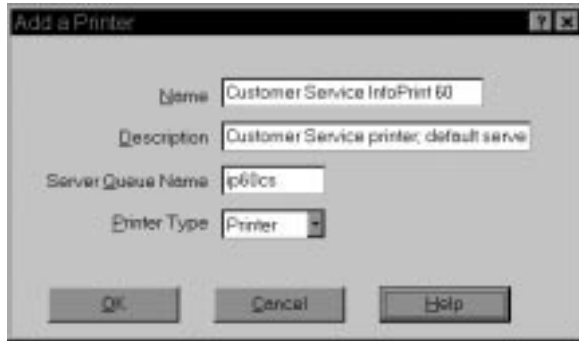 Add a Printer
Name Customer Service InfoPrint 60
Description Customer Service printer; default serve
Server Queue Name ip60cs
Printer Type Printer
OK Cancel Help